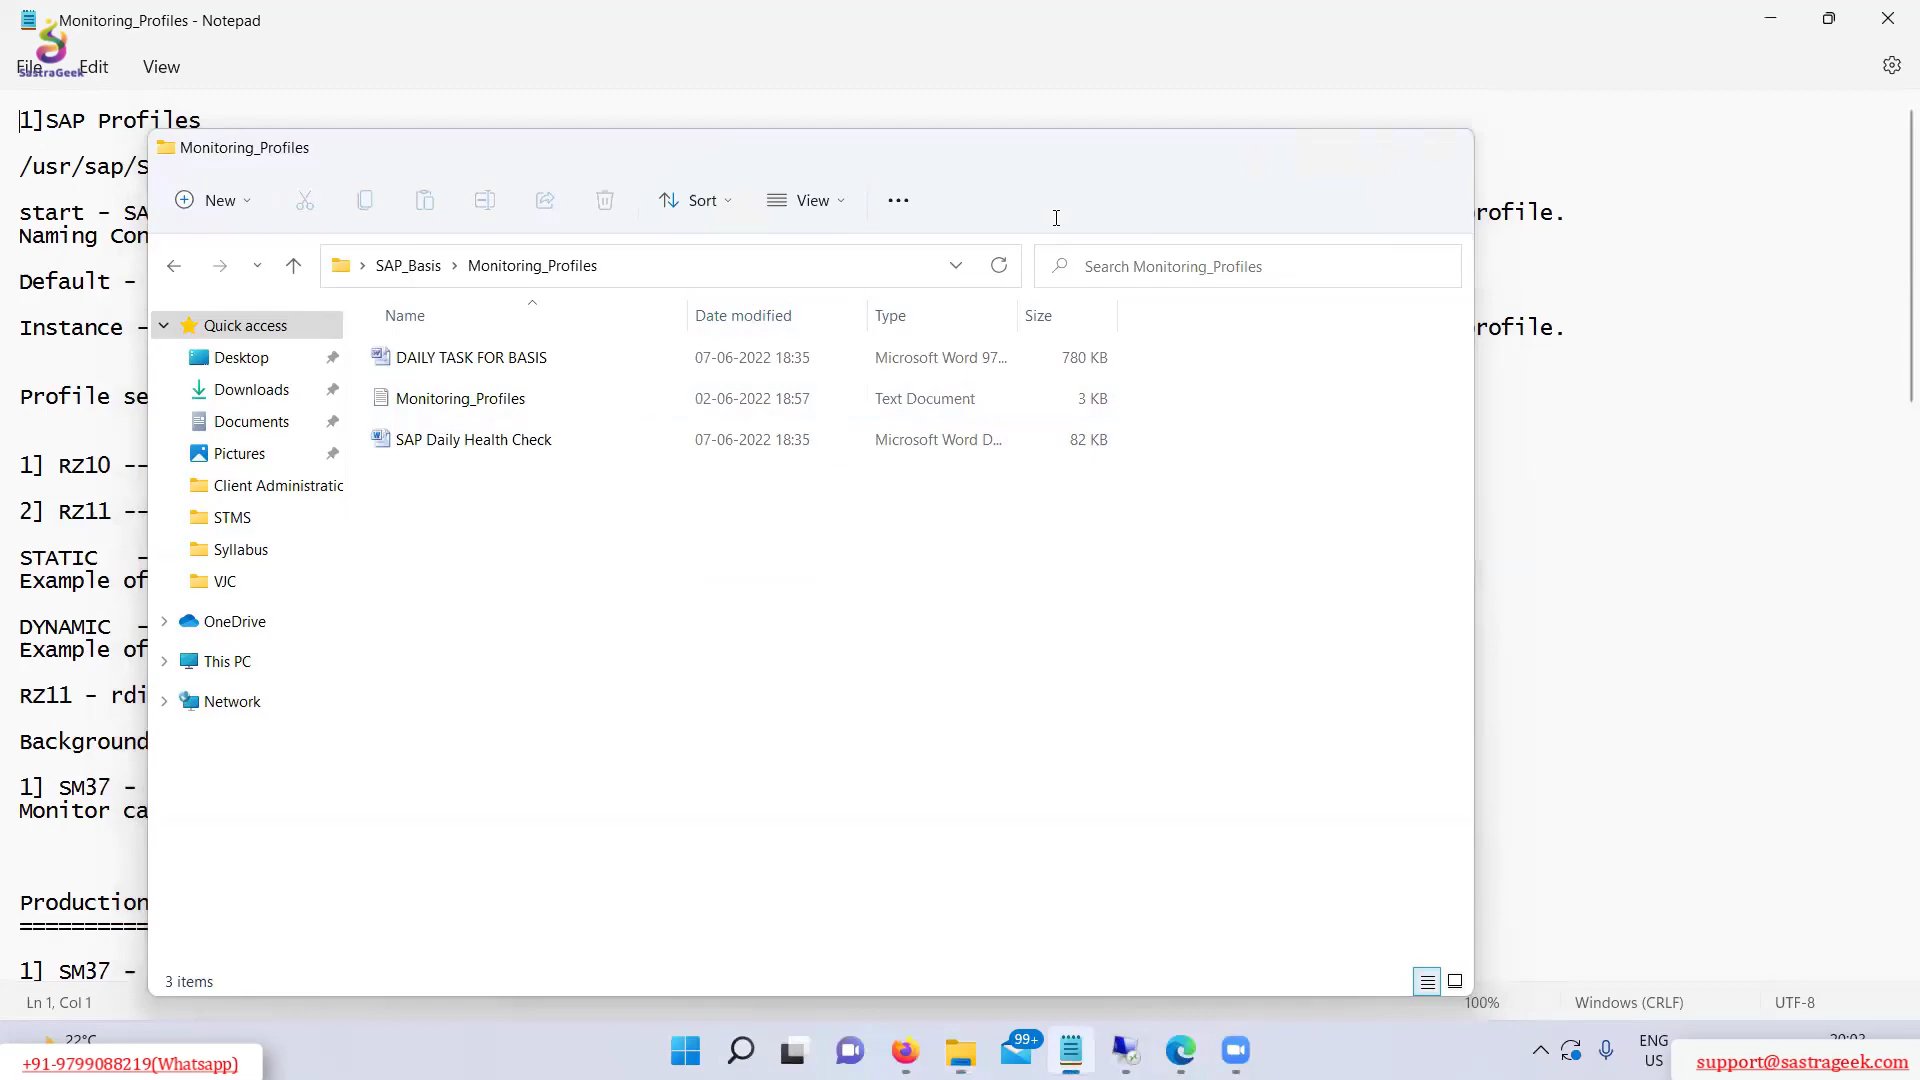 Monitoring_Profiles - Notepad
SastraGeek
File Edit View
1]SAP Profiles
Monitoring_Profiles
/usr/sap/S
New Sort View
start - SA rofile.
Naming Con
SAP_Basis Monitoring_Profiles Search Monitoring_Profiles
Default -
Name Date modified Type Size
Instance - rofile.
Quick access
Desktop DAILY TASK FOR BASIS 07-06-2022 18:35 Microsoft Word 97... 780 KB
Downloads Monitoring_Profiles 02-06-2022 18:57 Text Document 3 KB
Profile se
Documents SAP Daily Health Check 07-06-2022 18:35 Microsoft Word D... 82 KB
Pictures
1] RZ10 --
Client Administratic
2] RZ11 --
STMS
Syllabus
STATIC -
Example of VJC
OneDrive
DYNAMIC -
Example of
This PC
RZ11 - rdi
Network
Background
1] SM37 -
Monitor ca
Production
==========
1] SM37 -
3 items
Ln 1, Col 1 100% Windows (CRLF) UTF-8
22°C
99+
ENG
US
+91-9799088219(Whatsapp)
support@sastrageek.com